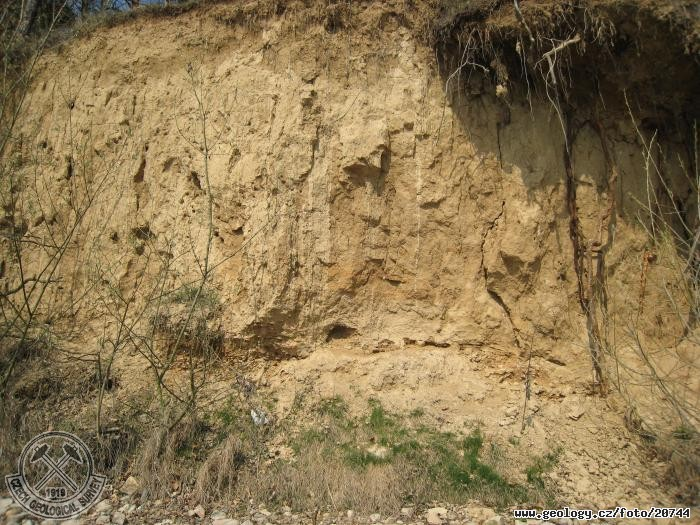 1919
CZECH GEOLOGICAL SURVEY
www.geology.cz/foto/20744